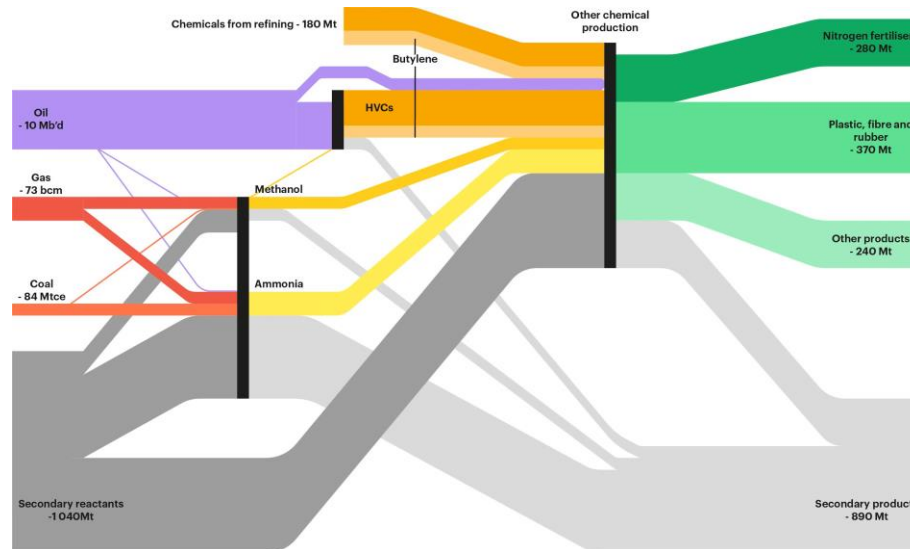 Chemicals from refining - 180 Mt
Other chemical
production
Nitrogen fertilise
- 280 Mt
Butylene
Oil
- 10 Mb'd
HVCs
Plastic, fibre and
rubber
- 370 Mt
Gas
- 73 bcm
Methanol
Other products
- 240 Mt
Coal
- 84 Mtce
Ammonia
Secondary reactants
-1 040Mt
Secondary produc
- 890 Mt